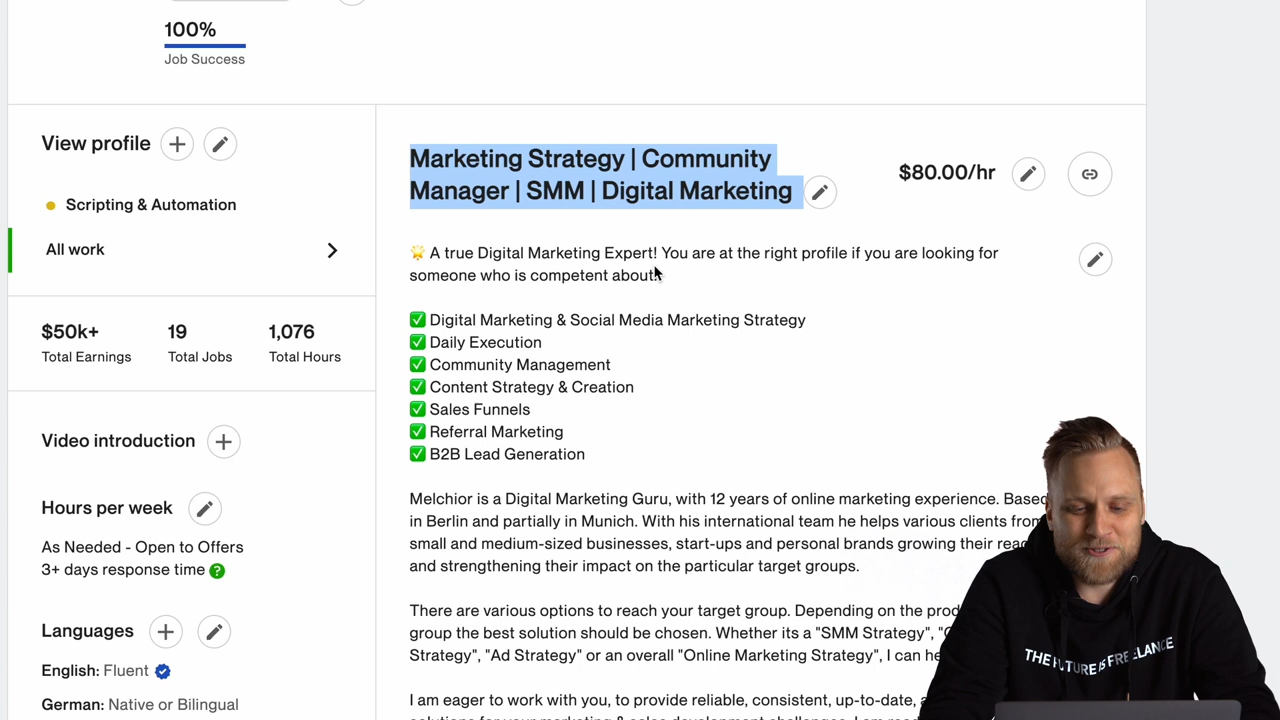 100%
Job Success
View profile
Scripting & Automation
All work
$50k+
Total Earnings
19
Total Jobs
1,076
Total Hours
Video introduction
Hours per week
As Needed - Open to Offers
3+ days response time
Languages
English: Fluent
German: Native or Bilingual
Marketing Strategy | Community
Manager | SMM | Digital Marketing
$80.00/hr
🌟 A true Digital Marketing Expert! You are at the right profile if you are looking for
someone who is competent about:
✅ Digital Marketing & Social Media Marketing Strategy
✅ Daily Execution
✅ Community Management
✅ Content Strategy & Creation
✅ Sales Funnels
✅ Referral Marketing
✅ B2B Lead Generation
Melchior is a Digital Marketing Guru, with 12 years of online marketing experience. Based
in Berlin and partially in Munich. With his international team he helps various clients from
small and medium-sized businesses, start-ups and personal brands growing their
and strengthening their impact on the particular target groups.
There are various options to reach your target group. Depending on the
group the best solution should be chosen. Whether its a "SMM Strategy",
Strategy", "Ad Strategy" or an overall "Online Marketing Strategy", I can
I am eager to work with you, to provide reliable, consistent, up-to-date,
THE FUTURE IS FREELANCE